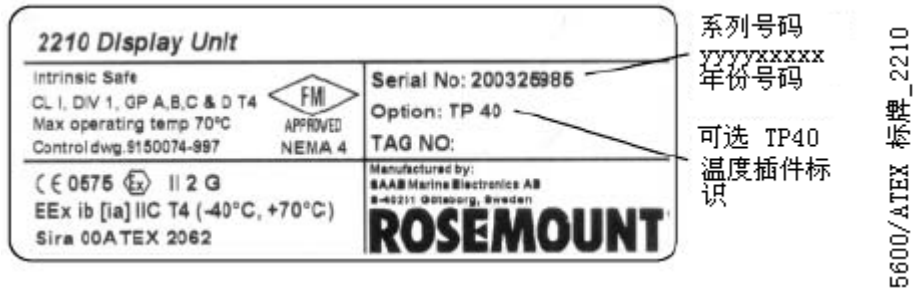 2210 Display Unit
Intrinsic Safe
CL I, DIV 1, GP A,B,C & D T4
Max operating temp 70°C
Control dwg.9150074-997
FM
APPROVED
NEMA 4
Serial No: 200325985
Option: TP 40
TAG NO:
CE 0575 Ex II 2 G
EEx ib [ia] IIC T4 (-40°C, +70°C)
Sira 00ATEX 2062
Manufactured by:
SAAB Marine Electronics AB
S-40251 Göteborg, Sweden
ROSEMOUNT
系列号码
yyyyxxxxx
年份号码
可选 TP40
温度插件标
识
5600/ATEX 标牌_2210